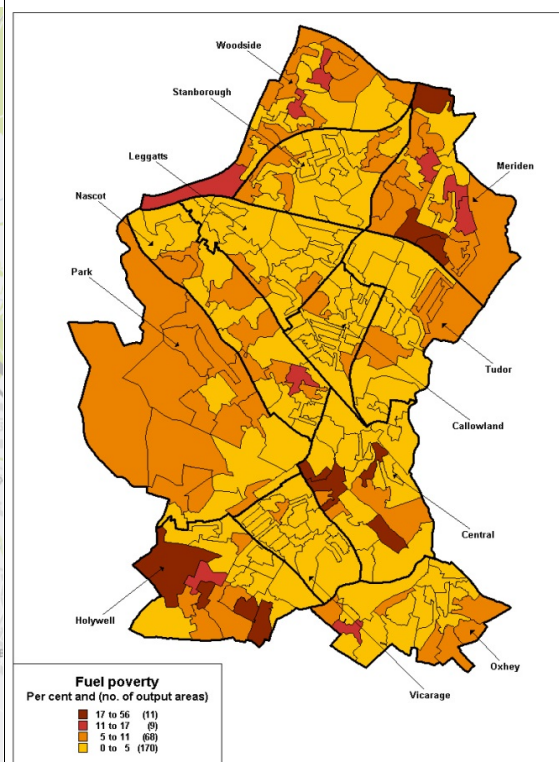 Woodside
Stanborough
Leggatts
Meriden
Nascot
Park
Tudor
Callowland
Central
Holywell
Oxhey
Vicarage
Fuel poverty
Per cent and (no. of output areas)
17 to 56 (11)
11 to 17 (9)
5 to 11 (68)
0 to 5 (170)